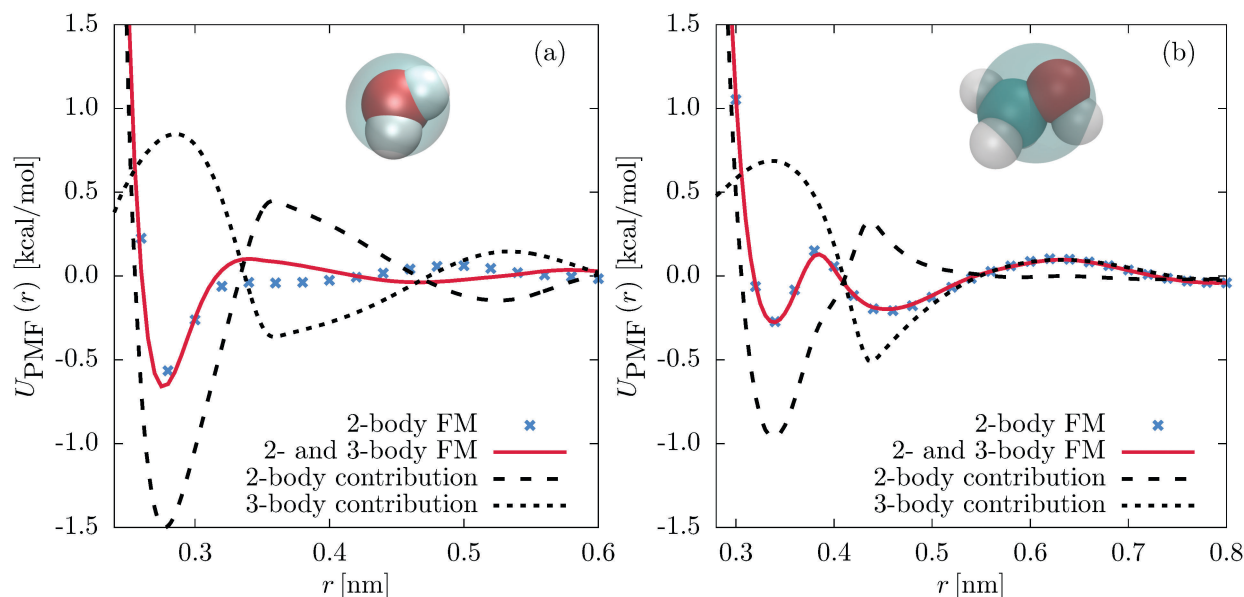 (a)
U_PMF (r) [kcal/mol]
1.5
1.0
0.5
0.0
-0.5
-1.0
-1.5
2-body FM
2- and 3-body FM
2-body contribution
3-body contribution
0.3 0.4 0.5 0.6
r [nm]
(b)
U_PMF (r) [kcal/mol]
1.5
1.0
0.5
0.0
-0.5
-1.0
-1.5
2-body FM
2- and 3-body FM
2-body contribution
3-body contribution
0.3 0.4 0.5 0.6 0.7 0.8
r [nm]